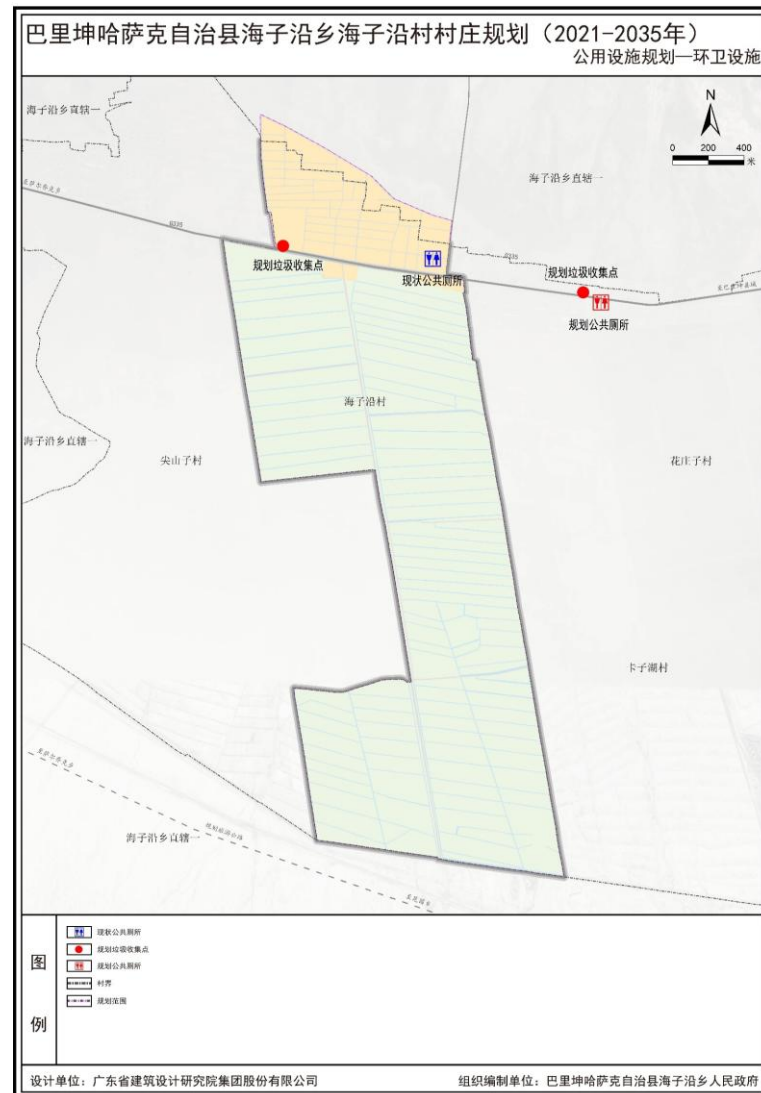 巴里坤哈萨克自治县海子沿乡海子沿村村庄规划（2021-2035年）
公用设施规划—环卫设施
N
0 200 400
米
海子沿乡直辖一
海子沿乡直辖一
S335
规划垃圾收集点
现状公共厕所
S335
规划垃圾收集点
规划公共厕所
海子沿村
海子沿乡直辖一
尖山子村
花庄子村
卡子湖村
海子沿乡直辖一
图例
现状公共厕所
规划垃圾收集点
规划公共厕所
村界
规划范围
设计单位：广东省建筑设计研究院集团股份有限公司
组织编制单位：巴里坤哈萨克自治县海子沿乡人民政府